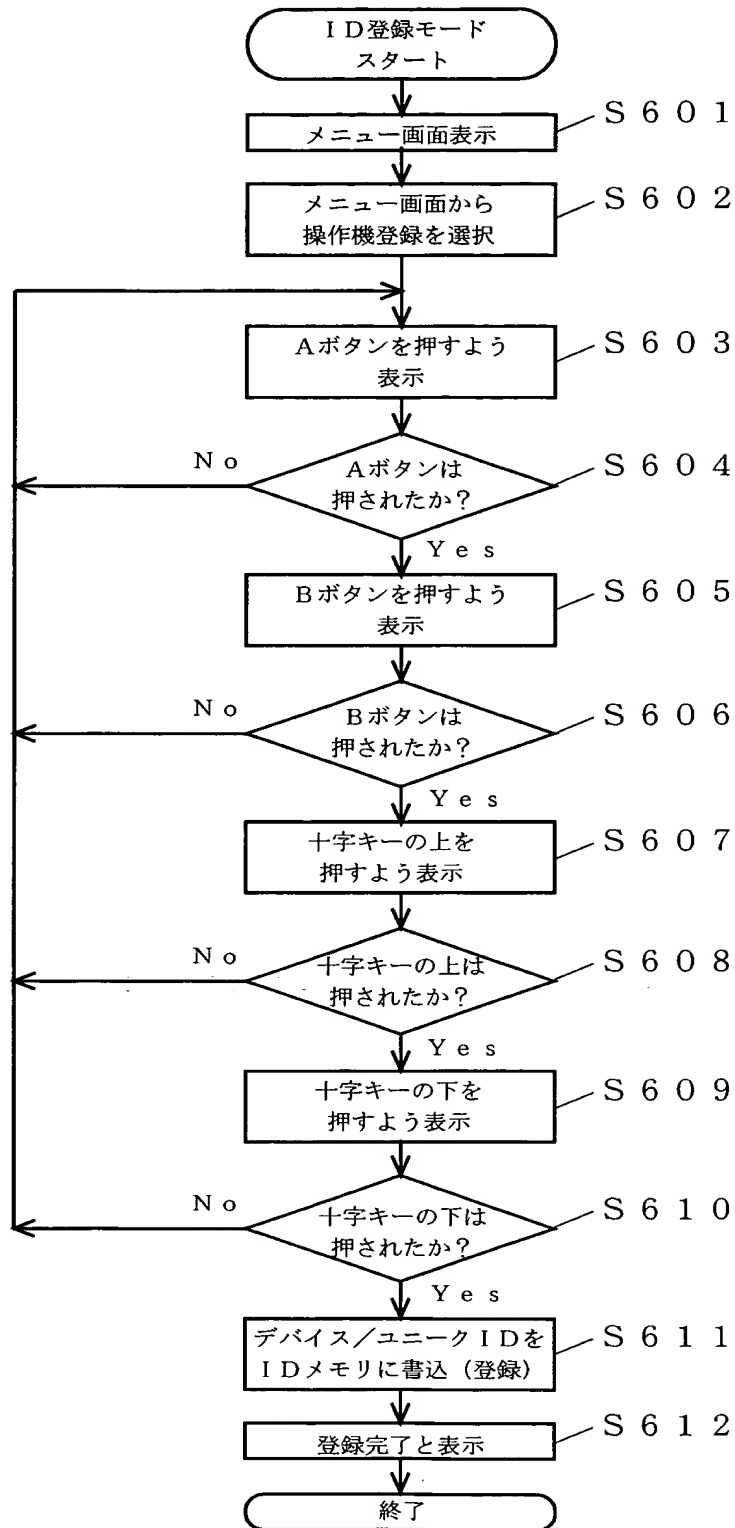 ID登録モード
スタート
メニュー画面表示
S601
メニュー画面から
操作機登録を選択
S602
Aボタンを押すよう
表示
S603
No
Aボタンは
押されたか?
S604
Yes
Bボタンを押すよう
表示
S605
No
Bボタンは
押されたか?
S606
Yes
十字キーの上を
押すよう表示
S607
No
十字キーの上は
押されたか?
S608
Yes
十字キーの下を
押すよう表示
S609
No
十字キーの下は
押されたか?
S610
Yes
デバイス/ユニークIDを
IDメモリに書込(登録)
S611
登録完了と表示
S612
終了